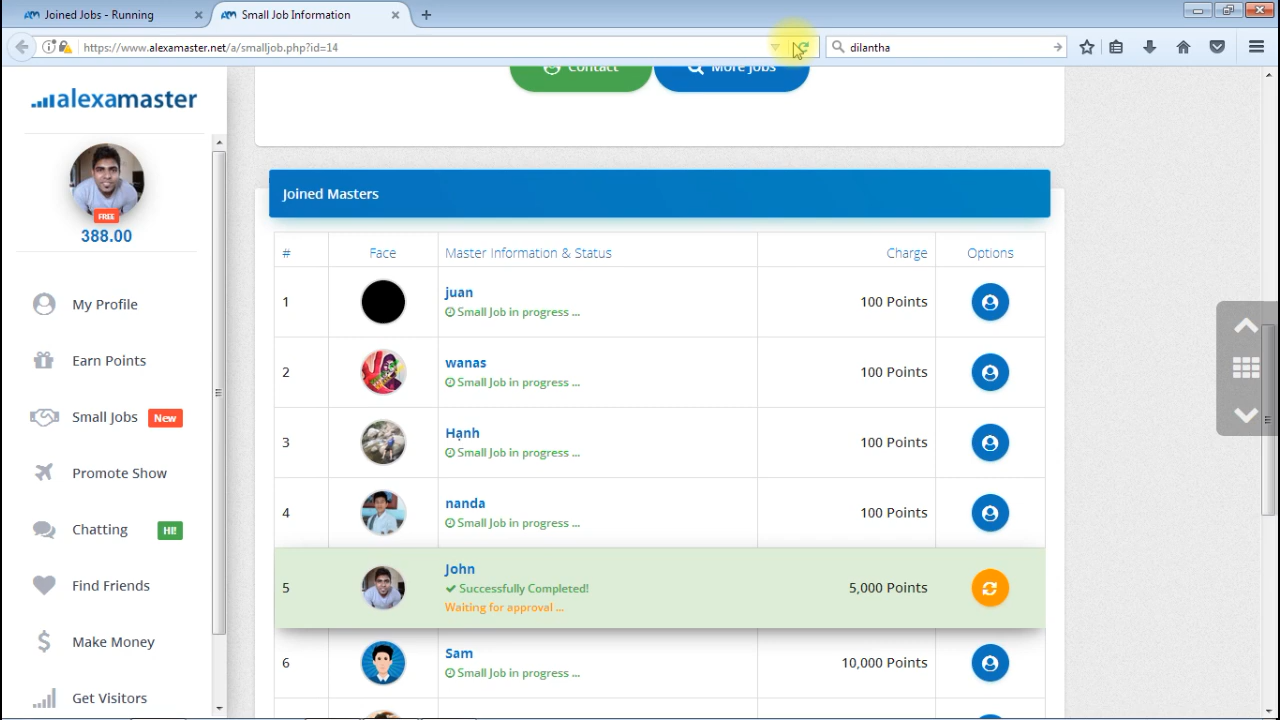 Joined Jobs - Running
Small Job Information
https://www.alexamaster.net/a/smalljob.php?id=14
dilantha
Contact
More Jobs
alexamaster
FREE
388.00
My Profile
Earn Points
Small Jobs New
Promote Show
Chatting HI!
Find Friends
Make Money
Get Visitors
Joined Masters
# Face Master Information & Status Charge Options
1 juan 100 Points
Small Job in progress ...
2 wanas 100 Points
Small Job in progress ...
3 Hạnh 100 Points
Small Job in progress ...
4 nanda 100 Points
Small Job in progress ...
5 John 5,000 Points
Successfully Completed!
Waiting for approval ...
6 Sam 10,000 Points
Small Job in progress ...